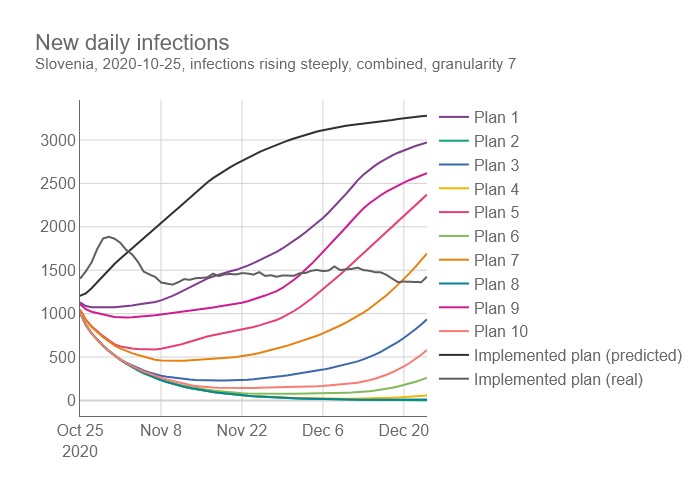 New daily infections
Slovenia, 2020-10-25, infections rising steeply, combined, granularity 7
3000
2500
2000
1500
1000
500
0
Oct 25
2020
Nov 8
Nov 22
Dec 6
Dec 20
Plan 1
Plan 2
Plan 3
Plan 4
Plan 5
Plan 6
Plan 7
Plan 8
Plan 9
Plan 10
Implemented plan (predicted)
Implemented plan (real)